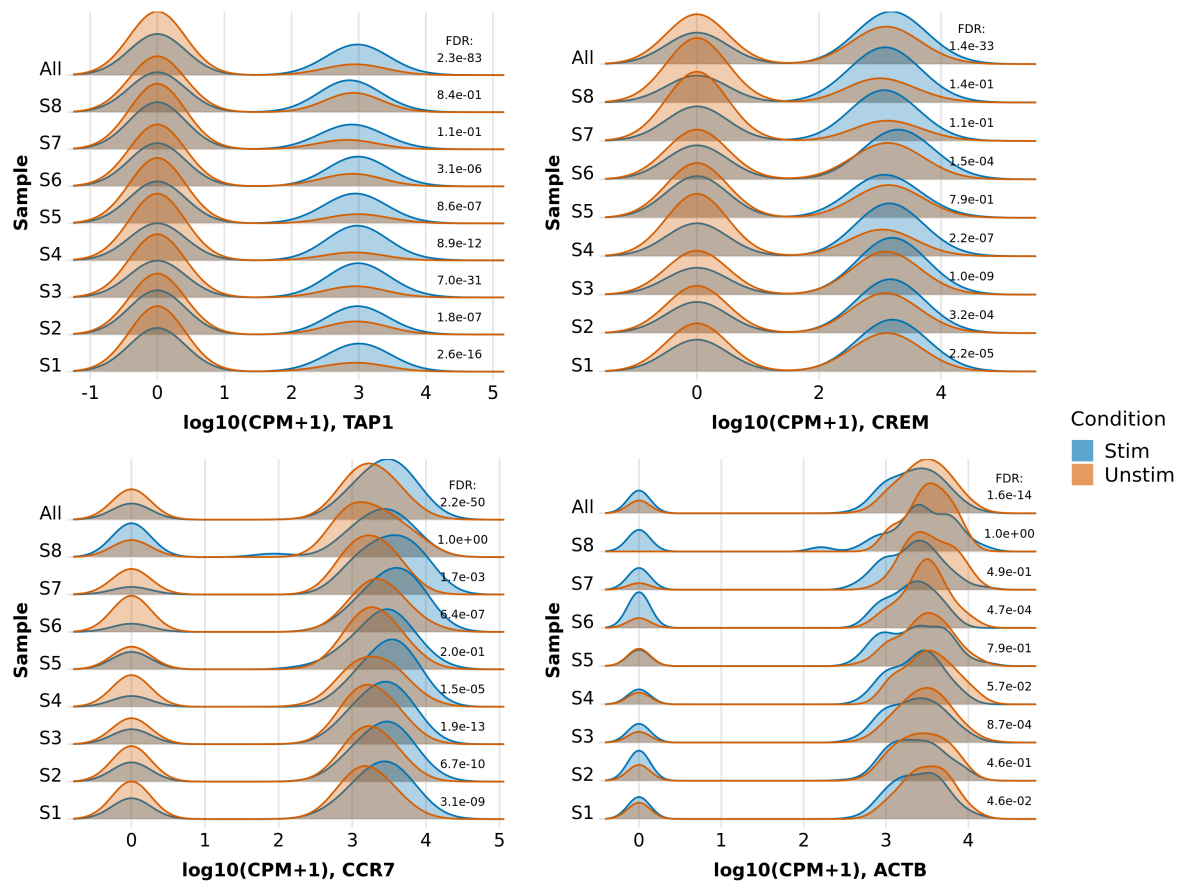 FDR:
All 2.3e-83
S8 8.4e-01
S7 1.1e-01
S6 3.1e-06
S5 8.6e-07
S4 8.9e-12
S3 7.0e-31
S2 1.8e-07
S1 2.6e-16
Sample
-1 0 1 2 3 4 5
log10(CPM+1), TAP1
FDR:
All 1.4e-33
S8 1.4e-01
S7 1.1e-01
S6 1.5e-04
S5 7.9e-01
S4 2.2e-07
S3 1.0e-09
S2 3.2e-04
S1 2.2e-05
Sample
0 2 4
log10(CPM+1), CREM
Condition
Stim
Unstim
FDR:
All 2.2e-50
S8 1.0e+00
S7 1.7e-03
S6 6.4e-07
S5 2.0e-01
S4 1.5e-05
S3 1.9e-13
S2 6.7e-10
S1 3.1e-09
Sample
0 1 2 3 4 5
log10(CPM+1), CCR7
FDR:
All 1.6e-14
S8 1.0e+00
S7 4.9e-01
S6 4.7e-04
S5 7.9e-01
S4 5.7e-02
S3 8.7e-04
S2 4.6e-01
S1 4.6e-02
Sample
0 1 2 3 4
log10(CPM+1), ACTB